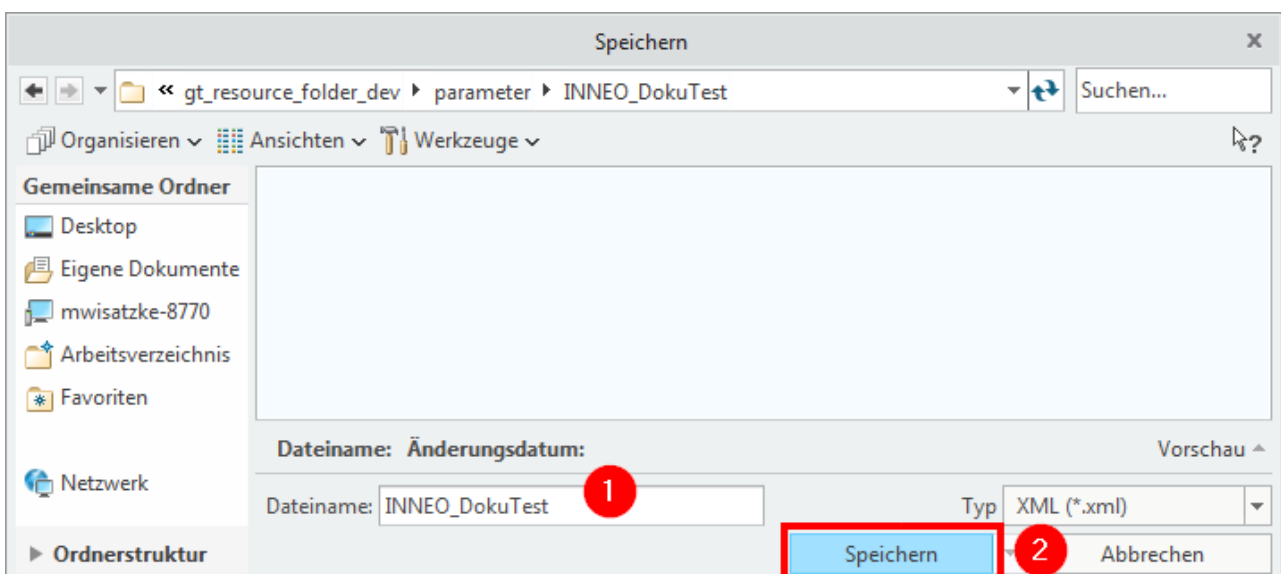 Speichern
« gt_resource_folder_dev parameter INNEO_DokuTest Suchen...
Organisieren Ansichten Werkzeuge ?
Gemeinsame Ordner
Desktop
Eigene Dokumente
mwisatzke-8770
Arbeitsverzeichnis
Favoriten
Netzwerk
Ordnerstruktur
Dateiname: Änderungsdatum: Vorschau
Dateiname: INNEO_DokuTest 1 Typ XML (*.xml)
Speichern 2 Abbrechen